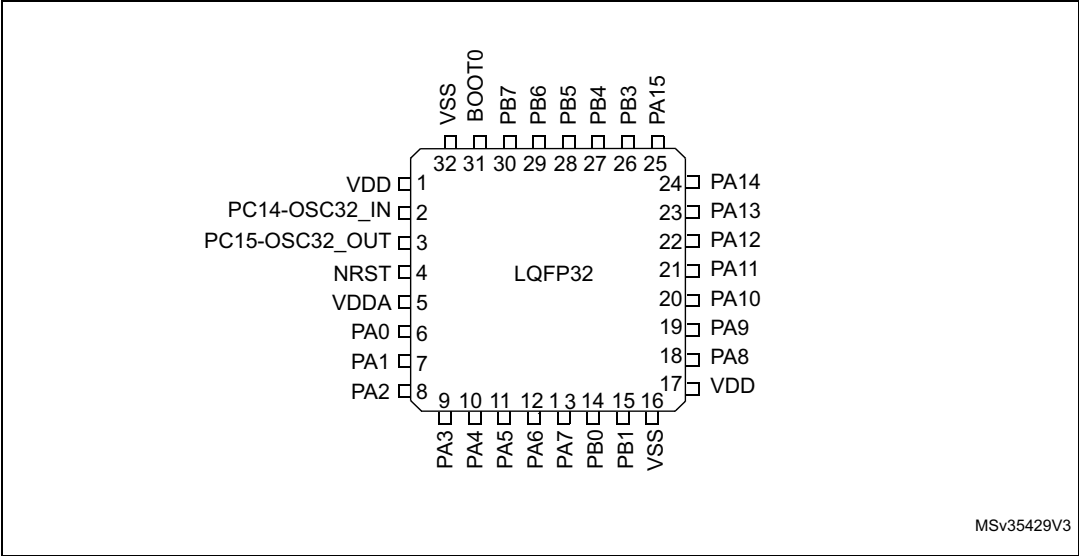 VSS
BOOT0
PB7
PB6
PB5
PB4
PB3
PA15
32 31 30 29 28 27 26 25
VDD 1
PC14-OSC32_IN 2
PC15-OSC32_OUT 3
NRST 4
VDDA 5
PA0 6
PA1 7
PA2 8
LQFP32
24 PA14
23 PA13
22 PA12
21 PA11
20 PA10
19 PA9
18 PA8
17 VDD
9 10 11 12 1 3 14 15 16
PA3
PA4
PA5
PA6
PA7
PB0
PB1
VSS
MSv35429V3